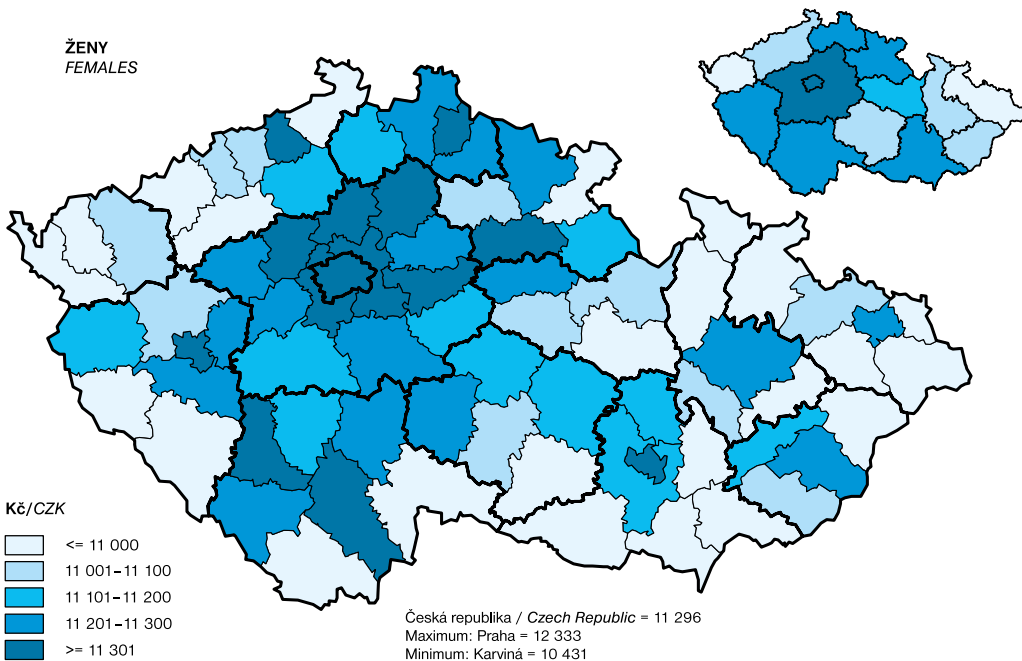 ŽENY
FEMALES
Kč/CZK
<= 11 000
11 001–11 100
11 101–11 200
11 201–11 300
>= 11 301
Česká republika / Czech Republic = 11 296
Maximum: Praha = 12 333
Minimum: Karviná = 10 431